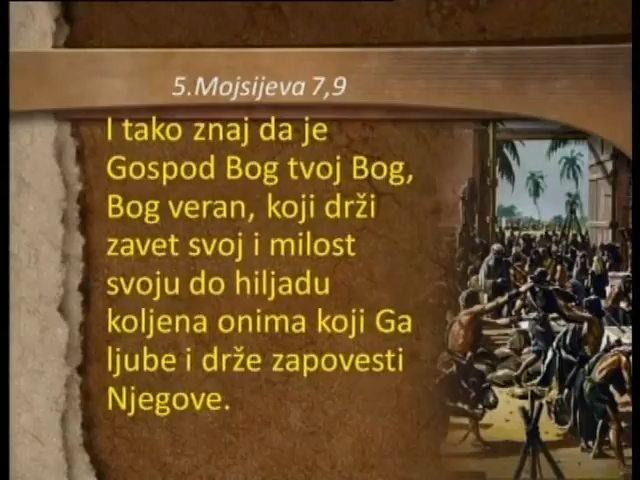 5.Mojsijeva 7,9
I tako znaj da je
Gospod Bog tvoj Bog,
Bog veran, koji drži
zavet svoj i milost
svoju do hiljadu
koljena onima koji Ga
ljube i drže zapovesti
Njegove.